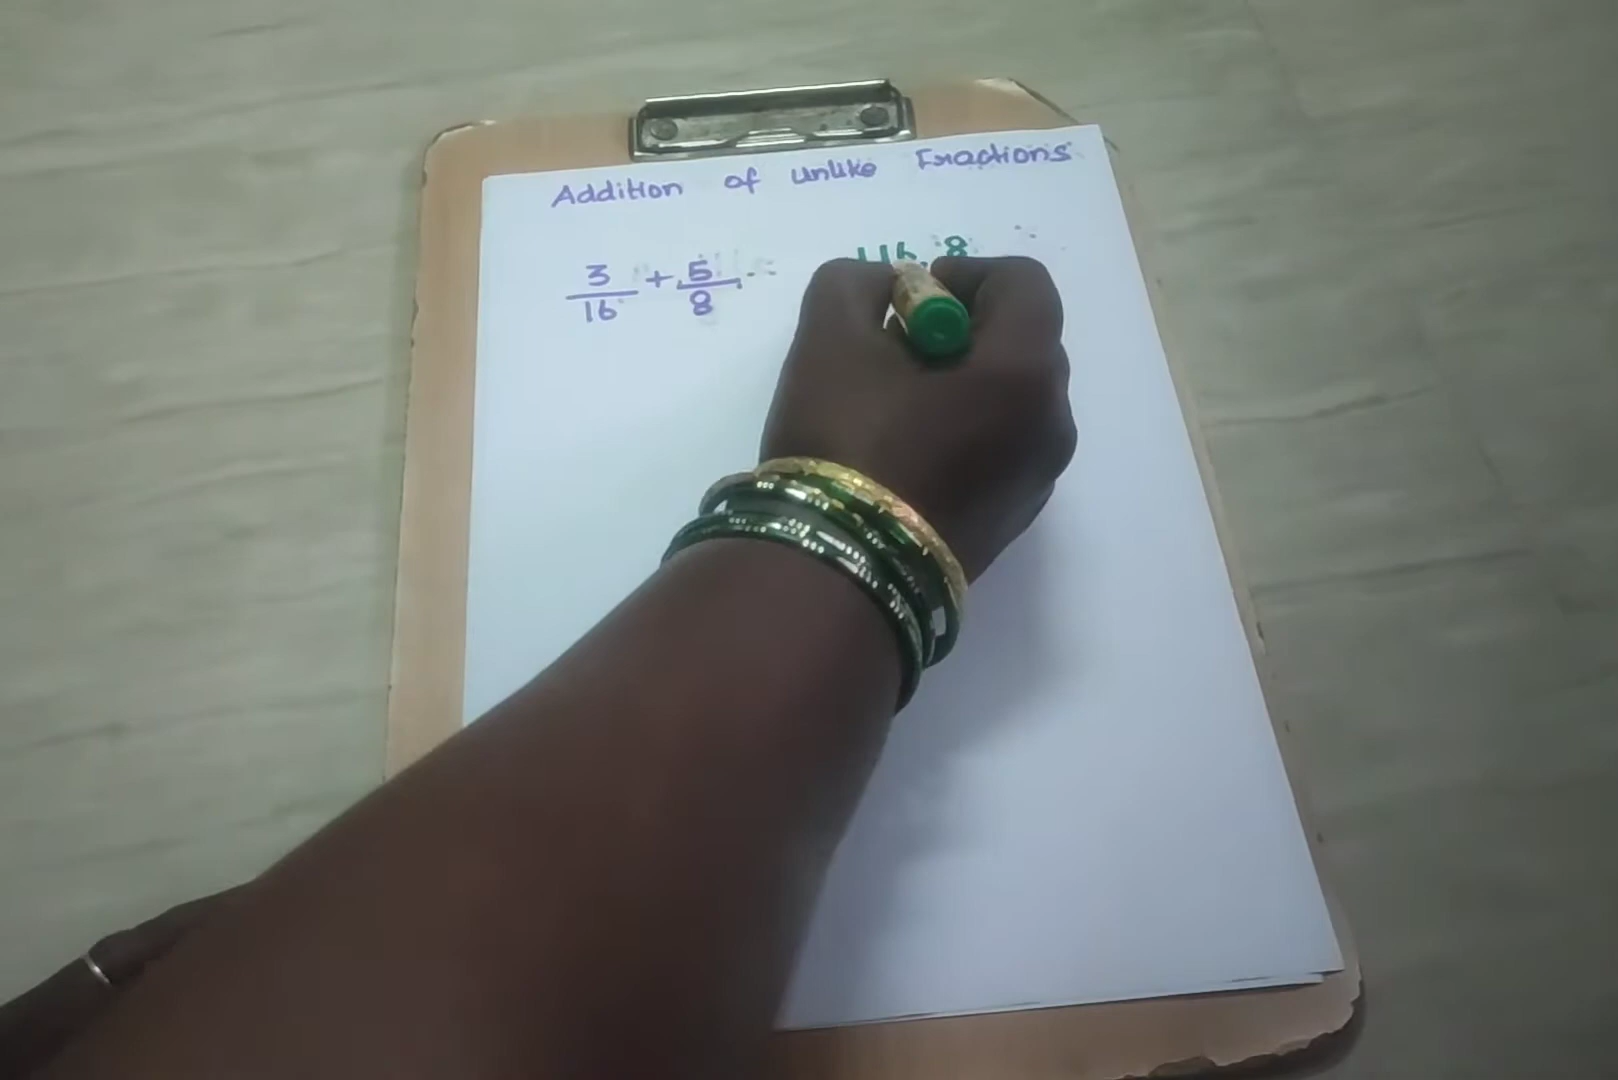 Addition of unlike Fractions
3/16 + 5/8
16, 8